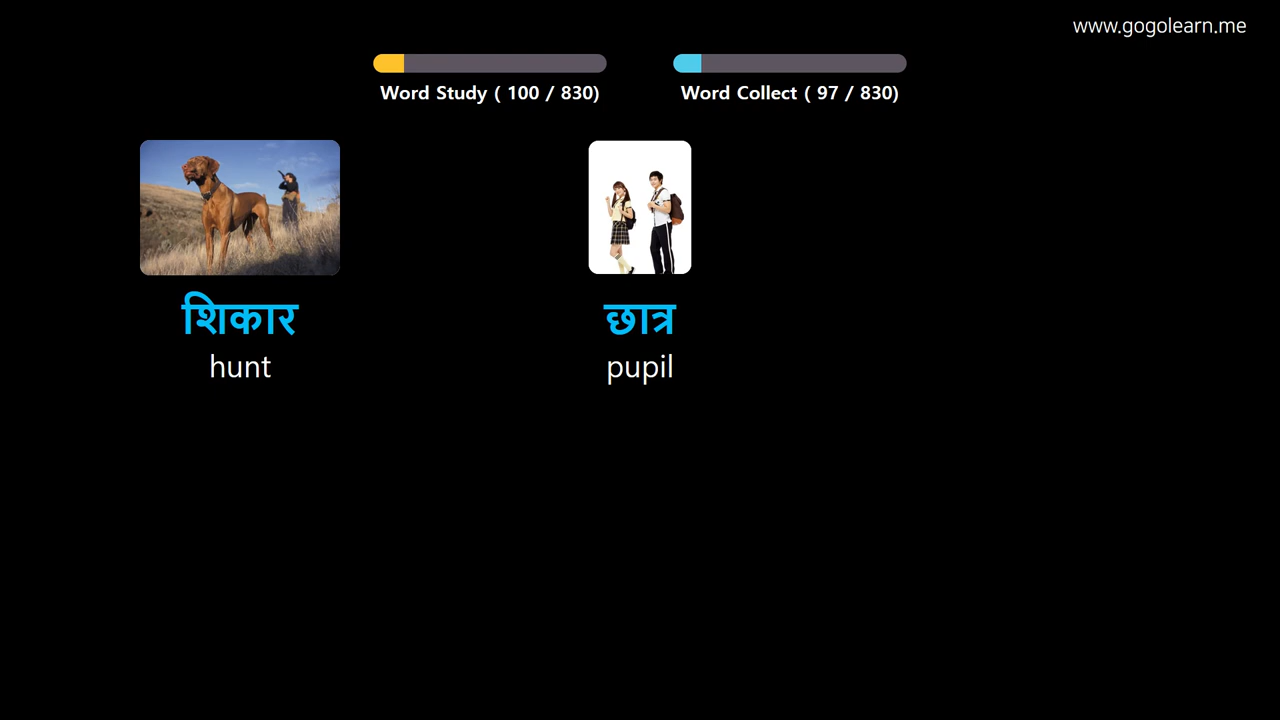 www.gogolearn.me
Word Study ( 100 / 830)
Word Collect ( 97 / 830)
शिकार
hunt
छात्र
pupil